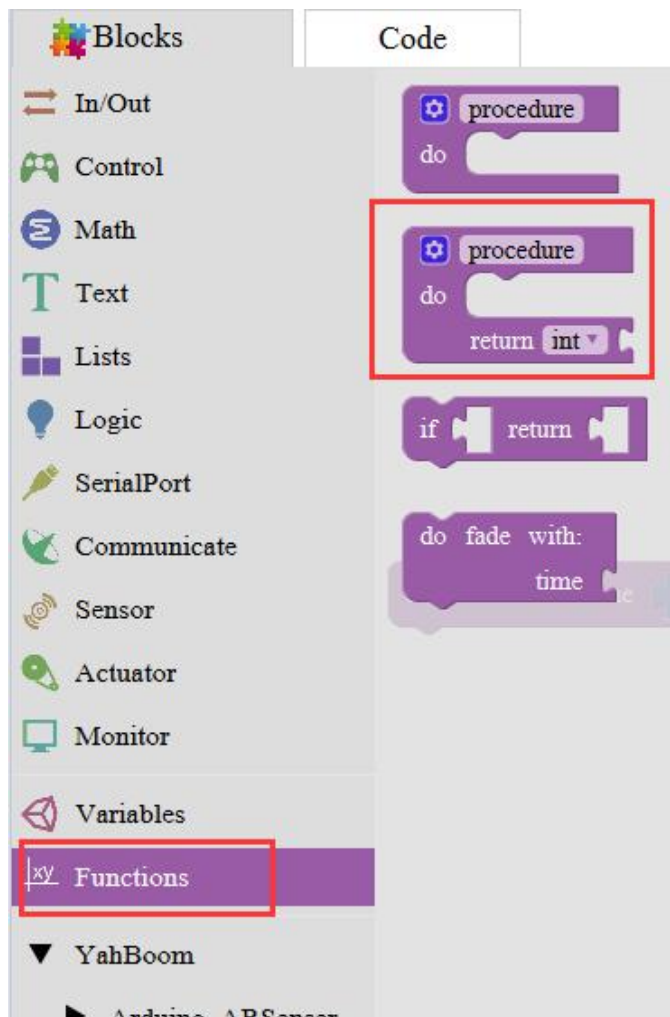 Blocks
Code
In/Out
Control
Math
Text
Lists
Logic
SerialPort
Communicate
Sensor
Actuator
Monitor
Variables
xy Functions
YahBoom
procedure
do
procedure
do
return int
if return
do fade with:
time